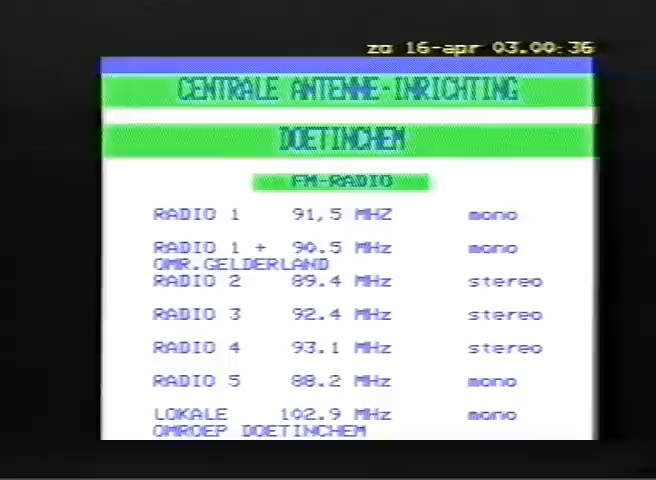 zo 16-apr 03.00:36
CENTRALE ANTENNE-INRICHTING
DOETINCHEM
FM-RADIO
RADIO 1 91,5 MHZ mono
RADIO 1 + 90.5 MHz mono
OMR.GELDERLAND
RADIO 2 89.4 MHz stereo
RADIO 3 92.4 MHz stereo
RADIO 4 93.1 MHz stereo
RADIO 5 88.2 MHz mono
LOKALE 102.9 MHz mono
OMROEP DOETINCHEM